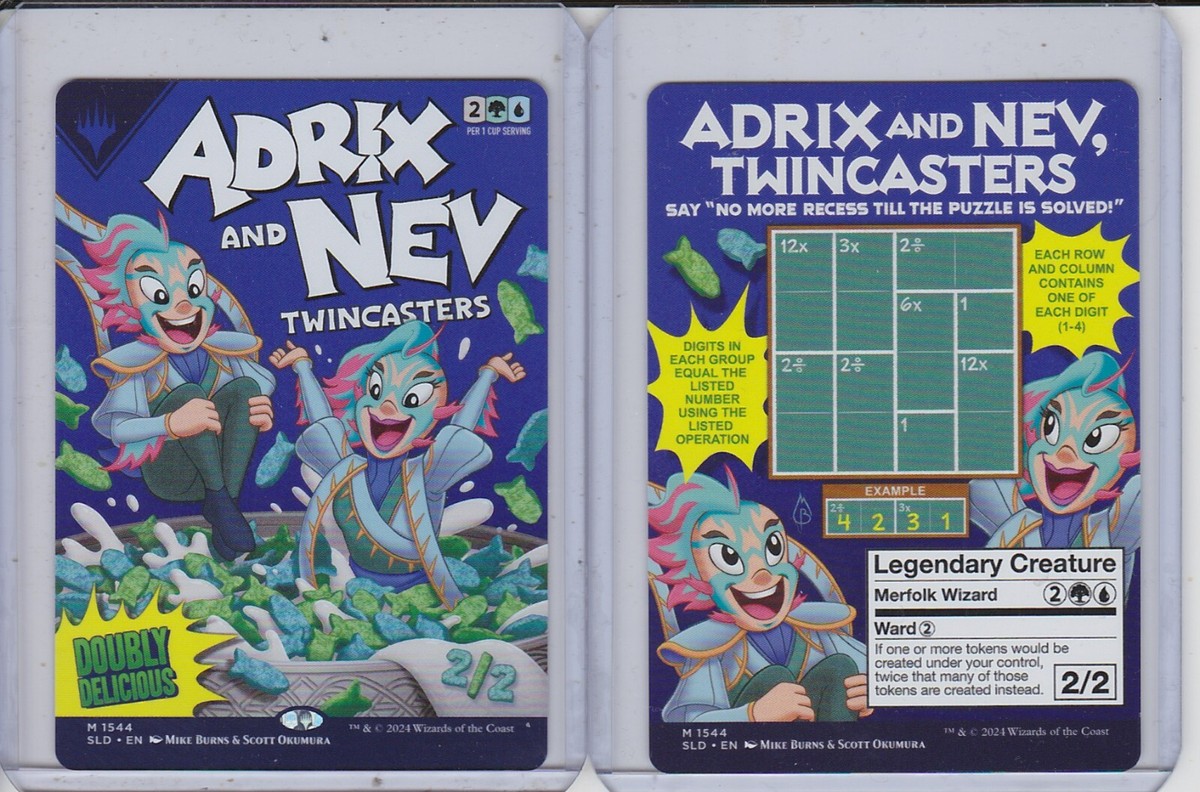 ADRIX
AND NEV
TWINCASTERS
2
PER 1 CUP SERVING
DOUBLY
DELICIOUS
2/2
M 1544
SLD • EN MIKE BURNS & SCOTT OKUMURA
™ & © 2024 Wizards of the Coast
ADRIX AND NEV,
TWINCASTERS
SAY "NO MORE RECESS TILL THE PUZZLE IS SOLVED!"
12x 3x 2÷
6x 1
2÷ 2÷ 12x
1
EACH ROW
AND COLUMN
CONTAINS
ONE OF
EACH DIGIT
(1-4)
DIGITS IN
EACH GROUP
EQUAL THE
LISTED
NUMBER
USING THE
LISTED
OPERATION
EXAMPLE
2÷ 4 2 3x 3 1
Legendary Creature
Merfolk Wizard 2
Ward 2
If one or more tokens would be
created under your control,
twice that many of those
tokens are created instead.
2/2
M 1544
SLD • EN MIKE BURNS & SCOTT OKUMURA
™ & © 2024 Wizards of the Coast